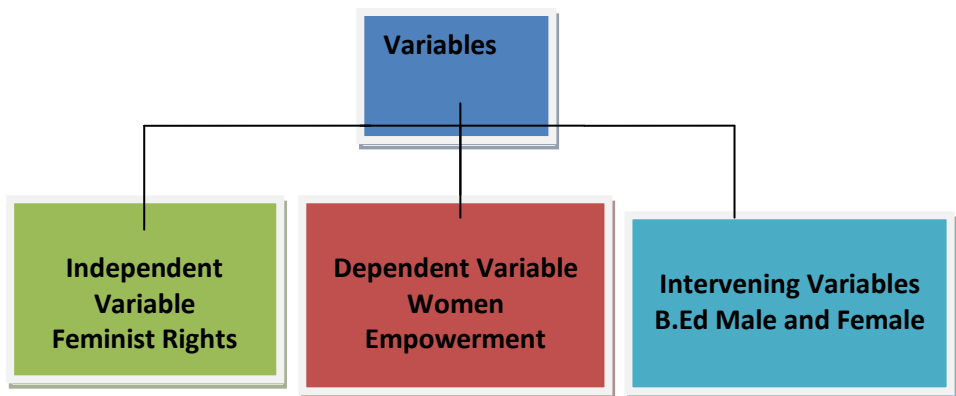 Variables
Independent
Variable
Feminist Rights
Dependent Variable
Women
Empowerment
Intervening Variables
B.Ed Male and Female